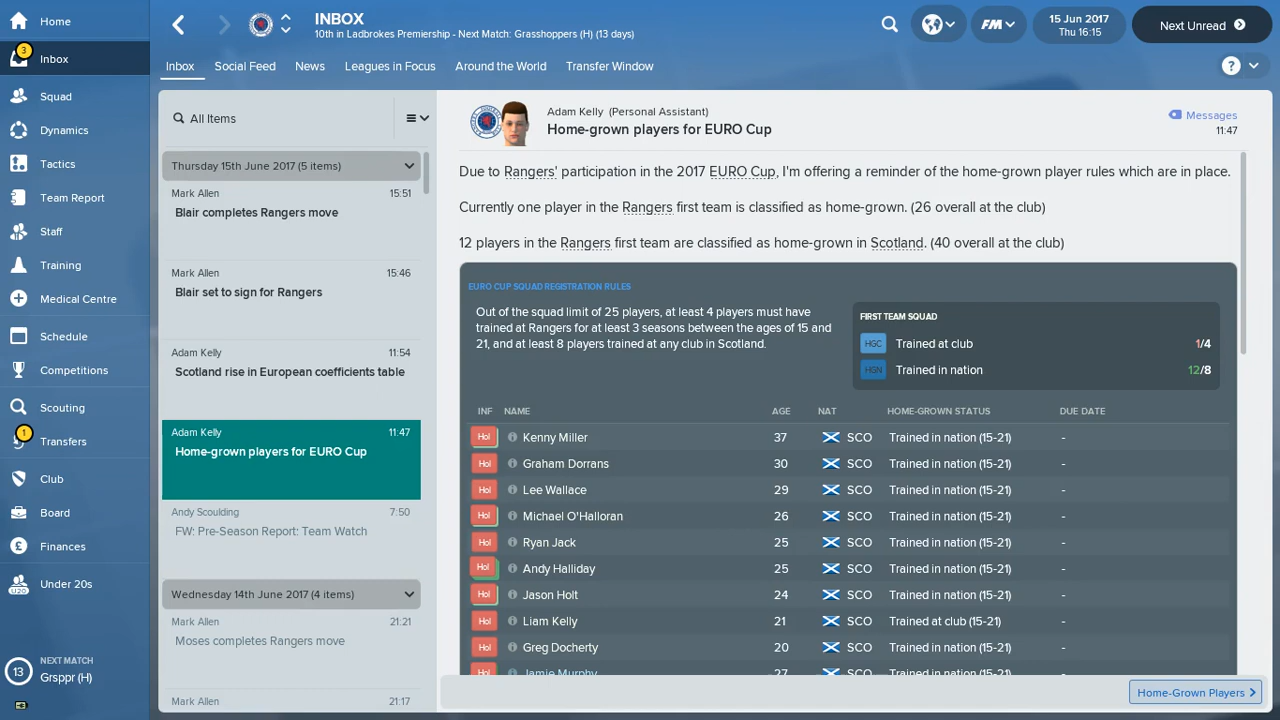 Home
3
Inbox
Squad
Dynamics
Tactics
Team Report
Staff
Training
Medical Centre
Schedule
Competitions
Scouting
1
Transfers
Club
Board
Finances
U20
Under 20s
13
NEXT MATCH
Grsppr (H)
INBOX
10th in Ladbrokes Premiership - Next Match: Grasshoppers (H) (13 days)
FM
15 Jun 2017
Thu 16:15
Next Unread
Inbox Social Feed News Leagues in Focus Around the World Transfer Window
?
All Items
Thursday 15th June 2017 (5 items)
Mark Allen 15:51
Blair completes Rangers move
Mark Allen 15:46
Blair set to sign for Rangers
Adam Kelly 11:54
Scotland rise in European coefficients table
Adam Kelly 11:47
Home-grown players for EURO Cup
Andy Scoulding 7:50
FW: Pre-Season Report: Team Watch
Wednesday 14th June 2017 (4 items)
Mark Allen 21:21
Moses completes Rangers move
Mark Allen 21:17
Adam Kelly (Personal Assistant)
Home-grown players for EURO Cup
Messages
11:47
Due to Rangers' participation in the 2017 EURO Cup, I'm offering a reminder of the home-grown player rules which are in place.
Currently one player in the Rangers first team is classified as home-grown. (26 overall at the club)
12 players in the Rangers first team are classified as home-grown in Scotland. (40 overall at the club)
EURO CUP SQUAD REGISTRATION RULES
Out of the squad limit of 25 players, at least 4 players must have
trained at Rangers for at least 3 seasons between the ages of 15 and
21, and at least 8 players trained at any club in Scotland.
FIRST TEAM SQUAD
HGC Trained at club 1/4
HGN Trained in nation 12/8
INF NAME AGE NAT HOME-GROWN STATUS DUE DATE
Hol Kenny Miller 37 SCO Trained in nation (15-21) -
Hol Graham Dorrans 30 SCO Trained in nation (15-21) -
Hol Lee Wallace 29 SCO Trained in nation (15-21) -
Hol Michael O'Halloran 26 SCO Trained in nation (15-21) -
Hol Ryan Jack 25 SCO Trained in nation (15-21) -
Hol Andy Halliday 25 SCO Trained in nation (15-21) -
Hol Jason Holt 24 SCO Trained in nation (15-21) -
Hol Liam Kelly 21 SCO Trained at club (15-21) -
Hol Greg Docherty 20 SCO Trained in nation (15-21) -
Hol Jamie Murphy 27 SCO Trained in nation (15-21) -
Home-Grown Players